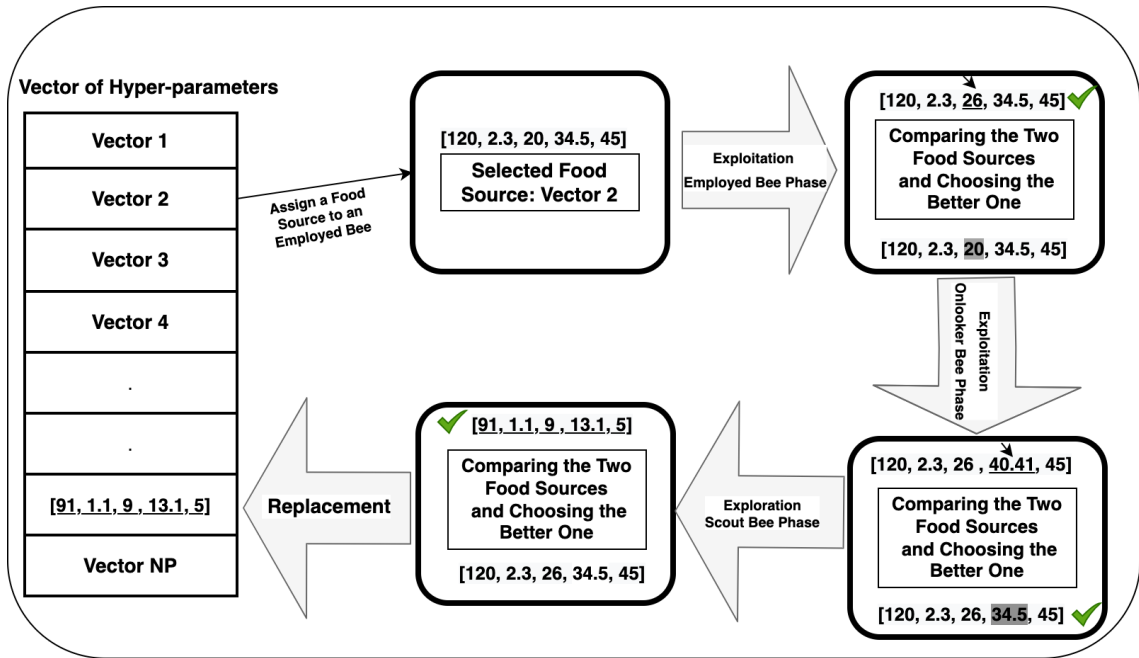 Vector of Hyper-parameters
Vector 1
Vector 2
Vector 3
Vector 4
.
.
[91, 1.1, 9 , 13.1, 5]
Vector NP
Assign a Food
Source to an
Employed Bee
[120, 2.3, 20, 34.5, 45]
Selected Food
Source: Vector 2
Exploitation
Employed Bee Phase
[120, 2.3, 26, 34.5, 45]
Comparing the Two
Food Sources
and Choosing the
Better One
[120, 2.3, 20, 34.5, 45]
Exploitation
Onlooker Bee Phase
[120, 2.3, 26 , 40.41, 45]
Comparing the Two
Food Sources
and Choosing the
Better One
[120, 2.3, 26, 34.5, 45]
Exploration
Scout Bee Phase
[91, 1.1, 9 , 13.1, 5]
Comparing the Two
Food Sources
and Choosing the
Better One
[120, 2.3, 26, 34.5, 45]
Replacement